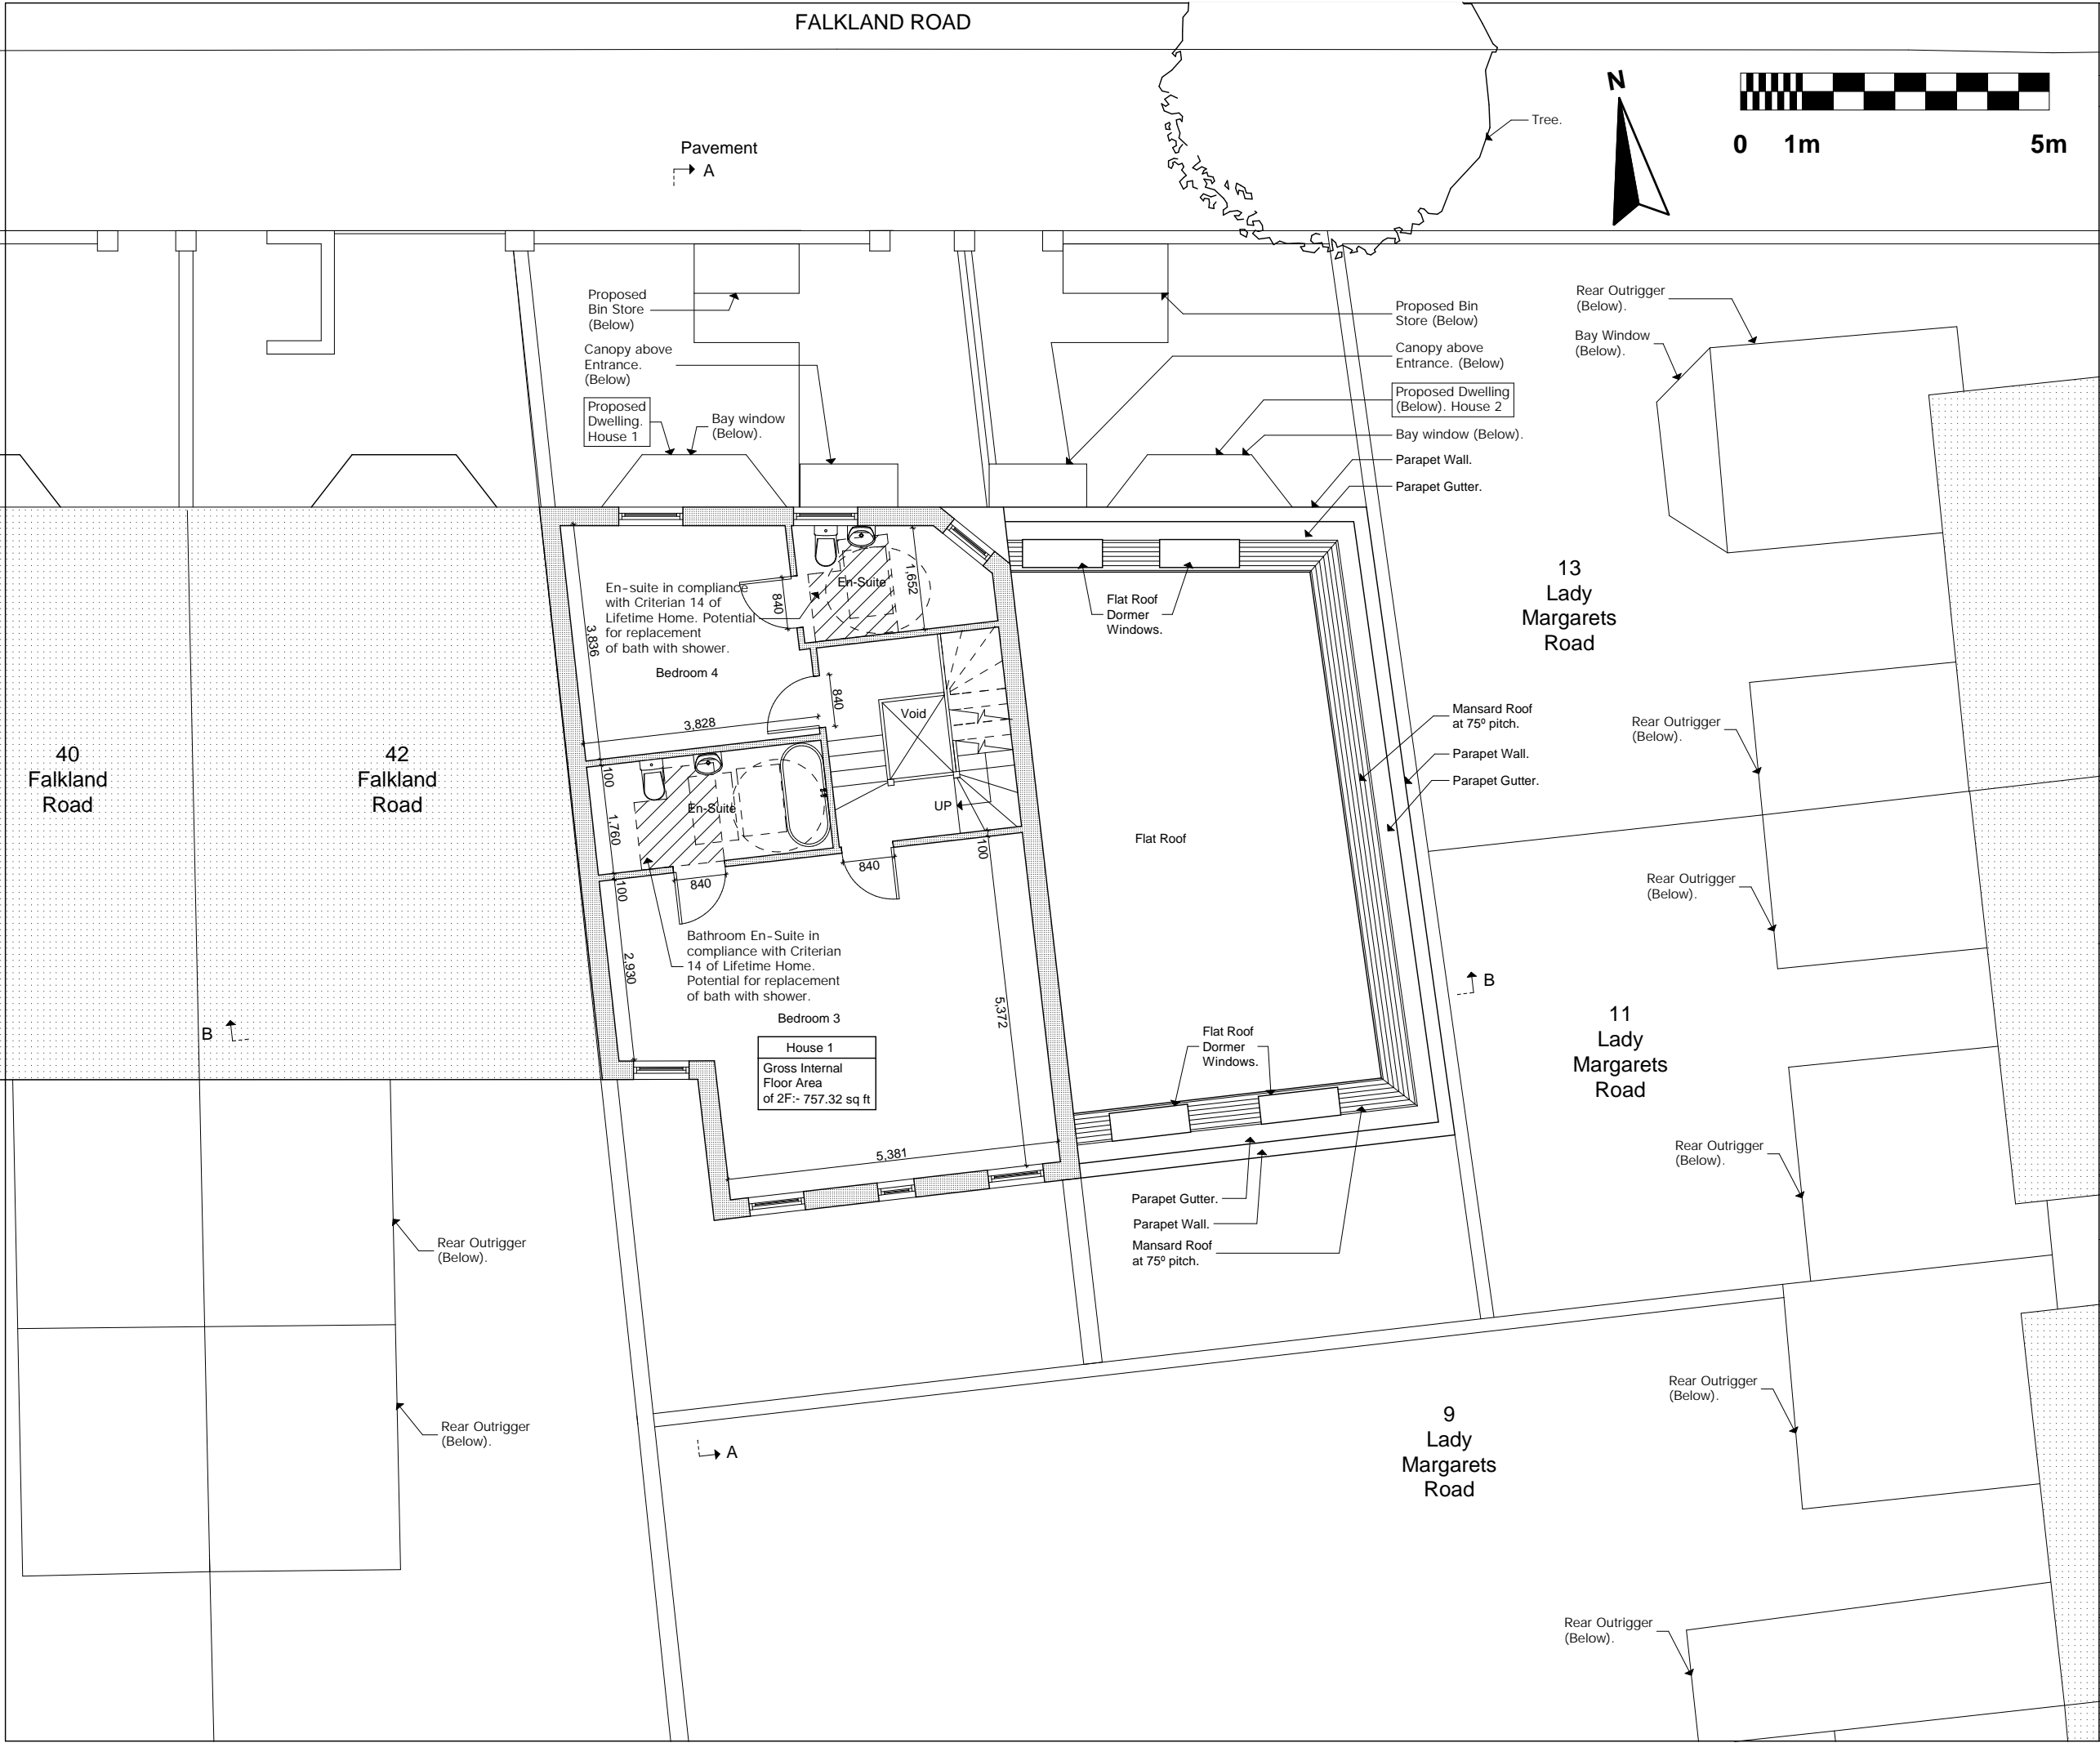 FALKLAND ROAD
N
0 1m 5m
Tree.
Pavement
A
Proposed
Bin Store
(Below)
Canopy above
Entrance.
(Below)
Proposed
Dwelling.
House 1
Bay window
(Below).
Proposed Bin
Store (Below)
Canopy above
Entrance. (Below)
Proposed Dwelling
(Below). House 2
Bay window (Below).
Parapet Wall.
Parapet Gutter.
Rear Outrigger
(Below).
Bay Window
(Below).
13
Lady
Margarets
Road
En-suite in compliance
with Criterian 14 of
Lifetime Home. Potential
for replacement
of bath with shower.
En-Suite
1,652
840
3,836
Bedroom 4
840
3,828
Void
Flat Roof
Dormer
Windows.
Mansard Roof
at 75º pitch.
Parapet Wall.
Parapet Gutter.
Rear Outrigger
(Below).
40
Falkland
Road
42
Falkland
Road
100
1,760
En-Suite
UP
100
840
840
100
Flat Roof
Rear Outrigger
(Below).
2,930
Bathroom En-Suite in
compliance with Criterian
14 of Lifetime Home.
Potential for replacement
of bath with shower.
5,372
Bedroom 3
House 1
Gross Internal
Floor Area
of 2F:- 757.32 sq ft
B
B
Flat Roof
Dormer
Windows.
11
Lady
Margarets
Road
5,381
Rear Outrigger
(Below).
Parapet Gutter.
Parapet Wall.
Mansard Roof
at 75º pitch.
Rear Outrigger
(Below).
Rear Outrigger
(Below).
Rear Outrigger
(Below).
A
9
Lady
Margarets
Road
Rear Outrigger
(Below).